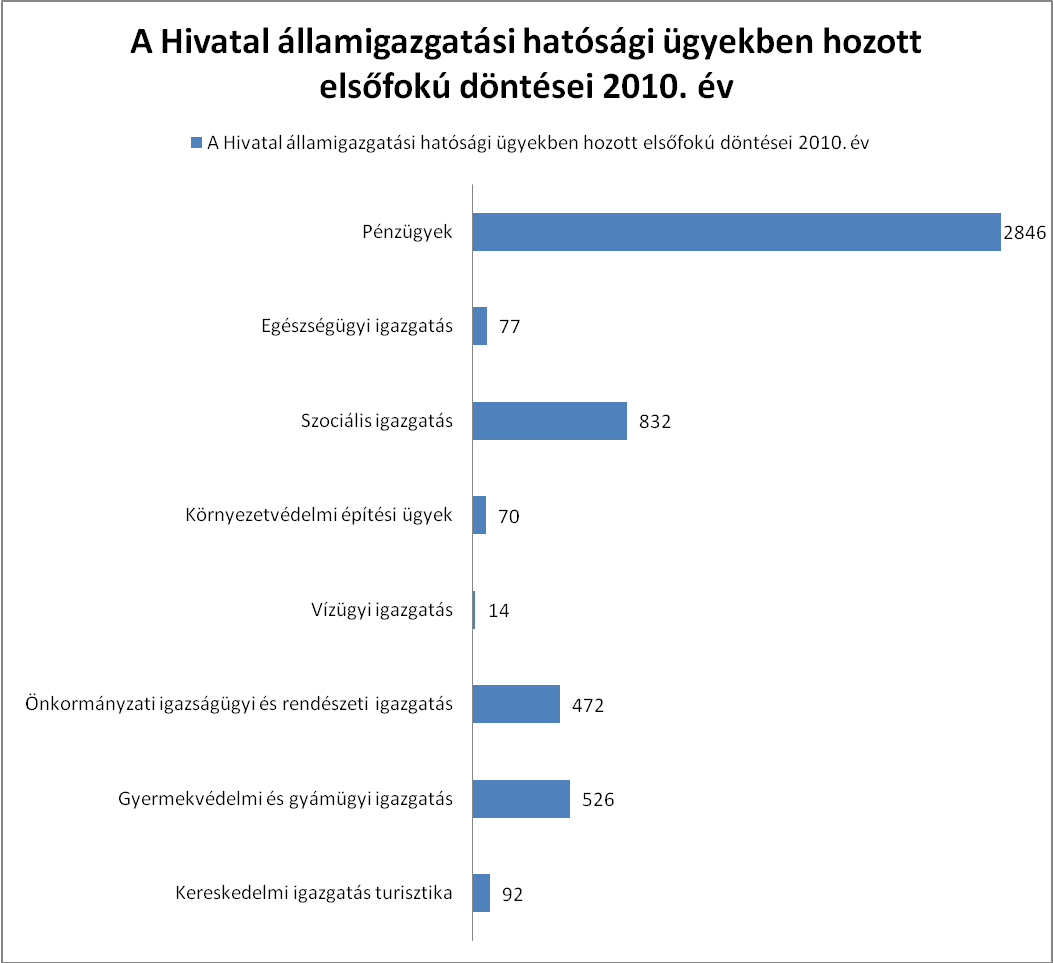 A Hivatal államigazgatási hatósági ügyekben hozott
elsőfokú döntései 2010. év
A Hivatal államigazgatási hatósági ügyekben hozott elsőfokú döntései 2010. év
Pénzügyek 2846
Egészségügyi igazgatás 77
Szociális igazgatás 832
Környezetvédelmi építési ügyek 70
Vízügyi igazgatás 14
Önkormányzati igazságügyi és rendészeti igazgatás 472
Gyermekvédelmi és gyámügyi igazgatás 526
Kereskedelmi igazgatás turisztika 92